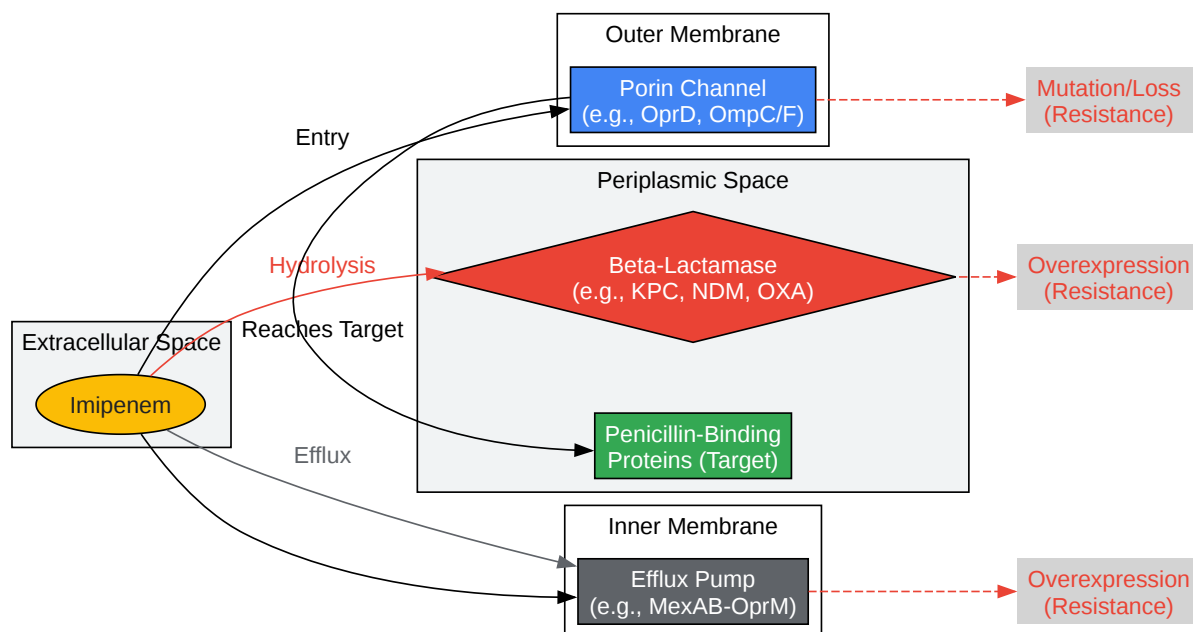 Outer Membrane
Porin Channel
(e.g., OprD, OmpC/F)
Mutation/Loss
(Resistance)
Entry
Periplasmic Space
Hydrolysis
Beta-Lactamase
(e.g., KPC, NDM, OXA)
Overexpression
(Resistance)
Reaches Target
Extracellular Space
Imipenem
Penicillin-Binding
Proteins (Target)
Efflux
Inner Membrane
Efflux Pump
(e.g., MexAB-OprM)
Overexpression
(Resistance)